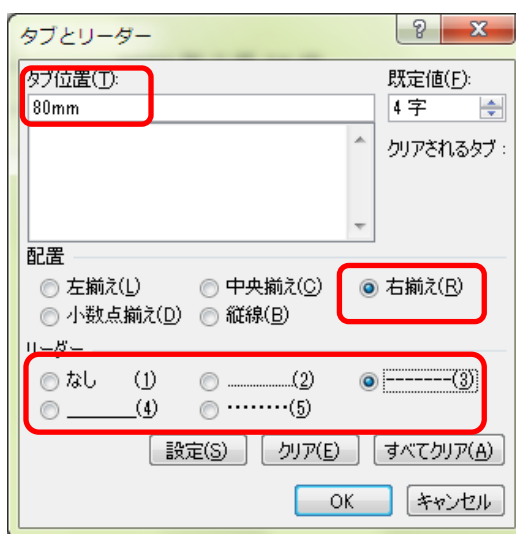 タブとリーダー
タブ位置(T): 既定値(F):
80mm 4 字
クリアされるタブ :
配置
左揃え(L) 中央揃え(C) 右揃え(R)
小数点揃え(D) 縦線(B)
リーダー
なし (1) ..................(2) -------(3)
________(4) ········(5)
設定(S) クリア(E) すべてクリア(A)
OK キャンセル